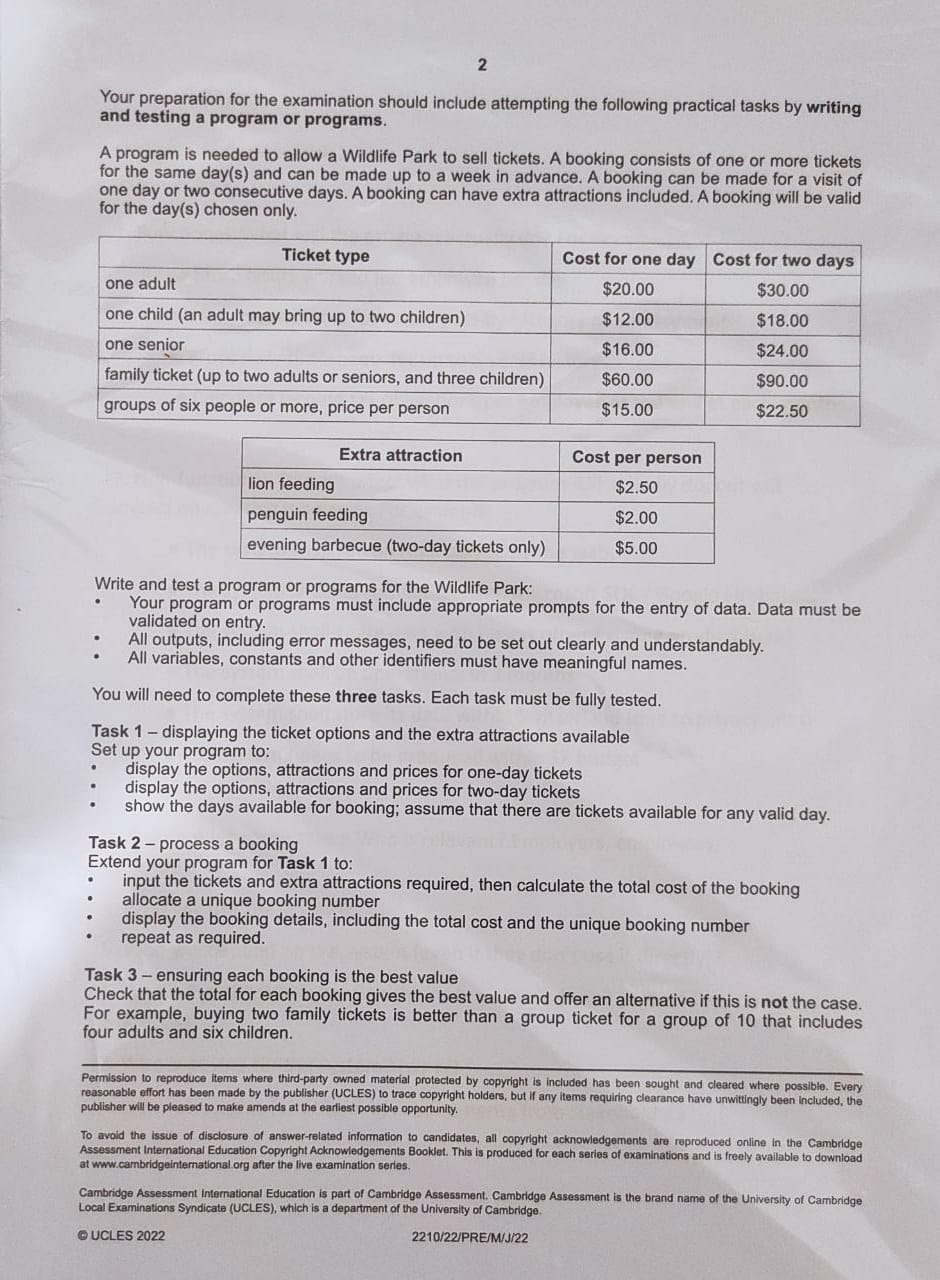 2
Your preparation for the examination should include attempting the following practical tasks by writing
and testing a program or programs.
A program is needed to allow a Wildlife Park to sell tickets. A booking consists of one or more tickets
for the same day(s) and can be made up to a week in advance. A booking can be made for a visit of
one day or two consecutive days. A booking can have extra attractions included. A booking will be valid
for the day(s) chosen only.
Ticket type Cost for one day Cost for two days
one adult $20.00 $30.00
one child (an adult may bring up to two children) $12.00 $18.00
one senior $16.00 $24.00
family ticket (up to two adults or seniors, and three children) $60.00 $90.00
groups of six people or more, price per person $15.00 $22.50
Extra attraction Cost per person
lion feeding $2.50
penguin feeding $2.00
evening barbecue (two-day tickets only) $5.00
Write and test a program or programs for the Wildlife Park:
• Your program or programs must include appropriate prompts for the entry of data. Data must be
validated on entry.
• All outputs, including error messages, need to be set out clearly and understandably.
• All variables, constants and other identifiers must have meaningful names.
You will need to complete these three tasks. Each task must be fully tested.
Task 1 – displaying the ticket options and the extra attractions available
Set up your program to:
• display the options, attractions and prices for one-day tickets
• display the options, attractions and prices for two-day tickets
• show the days available for booking; assume that there are tickets available for any valid day.
Task 2 – process a booking
Extend your program for Task 1 to:
• input the tickets and extra attractions required, then calculate the total cost of the booking
• allocate a unique booking number
• display the booking details, including the total cost and the unique booking number
• repeat as required.
Task 3 – ensuring each booking is the best value
Check that the total for each booking gives the best value and offer an alternative if this is not the case.
For example, buying two family tickets is better than a group ticket for a group of 10 that includes
four adults and six children.
Permission to reproduce items where third-party owned material protected by copyright is included has been sought and cleared where possible. Every
reasonable effort has been made by the publisher (UCLES) to trace copyright holders, but if any items requiring clearance have unwittingly been included, the
publisher will be pleased to make amends at the earliest possible opportunity.
To avoid the issue of disclosure of answer-related information to candidates, all copyright acknowledgements are reproduced online in the Cambridge
Assessment International Education Copyright Acknowledgements Booklet. This is produced for each series of examinations and is freely available to download
at www.cambridgeinternational.org after the live examination series.
Cambridge Assessment International Education is part of Cambridge Assessment. Cambridge Assessment is the brand name of the University of Cambridge
Local Examinations Syndicate (UCLES), which is a department of the University of Cambridge.
© UCLES 2022 2210/22/PRE/M/J/22